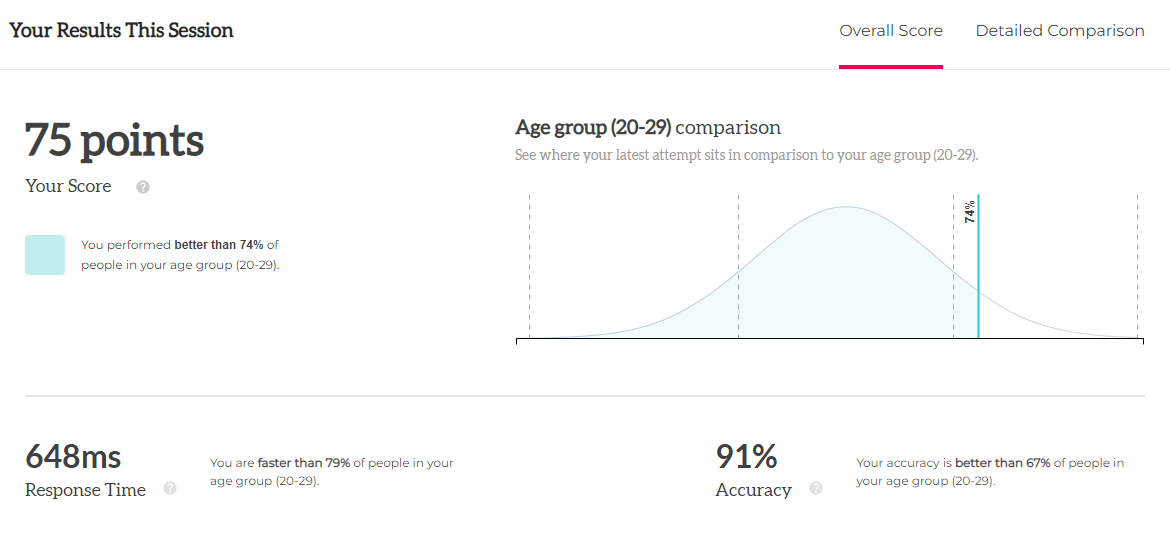 Your Results This Session
Overall Score
Detailed Comparison
75 points
Your Score ?
You performed better than 74% of
people in your age group (20-29).
Age group (20-29) comparison
See where your latest attempt sits in comparison to your age group (20-29).
74%
648ms
Response Time ?
You are faster than 79% of people in your
age group (20-29).
91%
Accuracy ?
Your accuracy is better than 67% of people in
your age group (20-29).